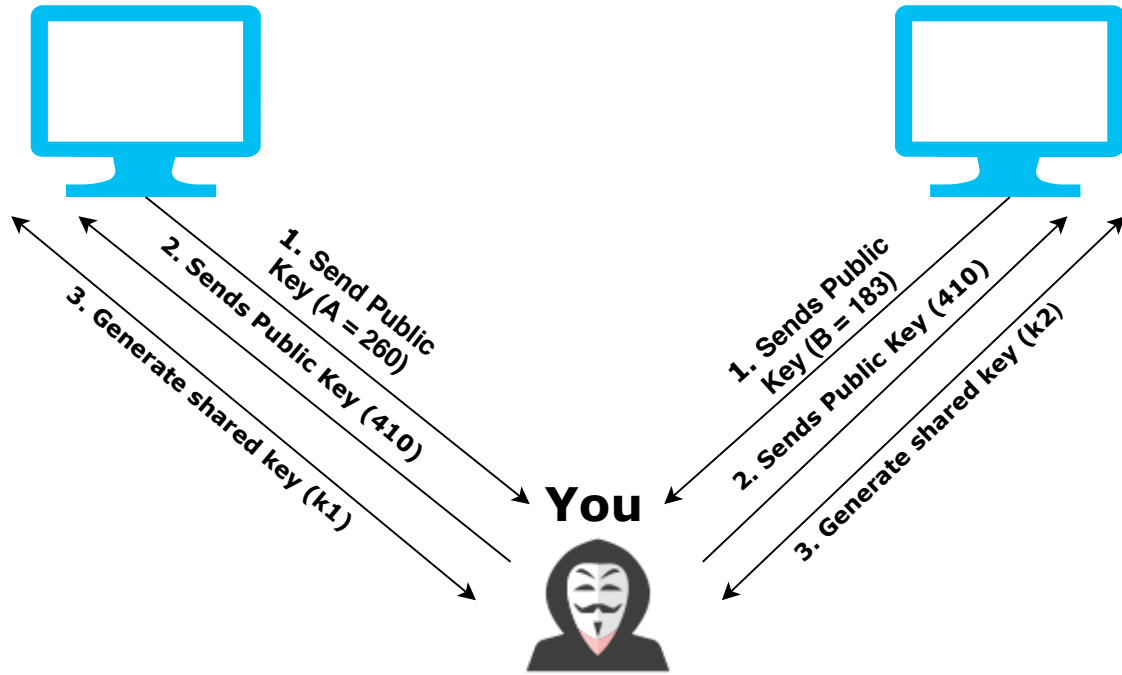 1. Send Public
Key (A = 260)
2. Sends Public Key (410)
3. Generate shared key (k1)
1. Sends Public
Key (B = 183)
2. Sends Public Key (410)
3. Generate shared key (k2)
You